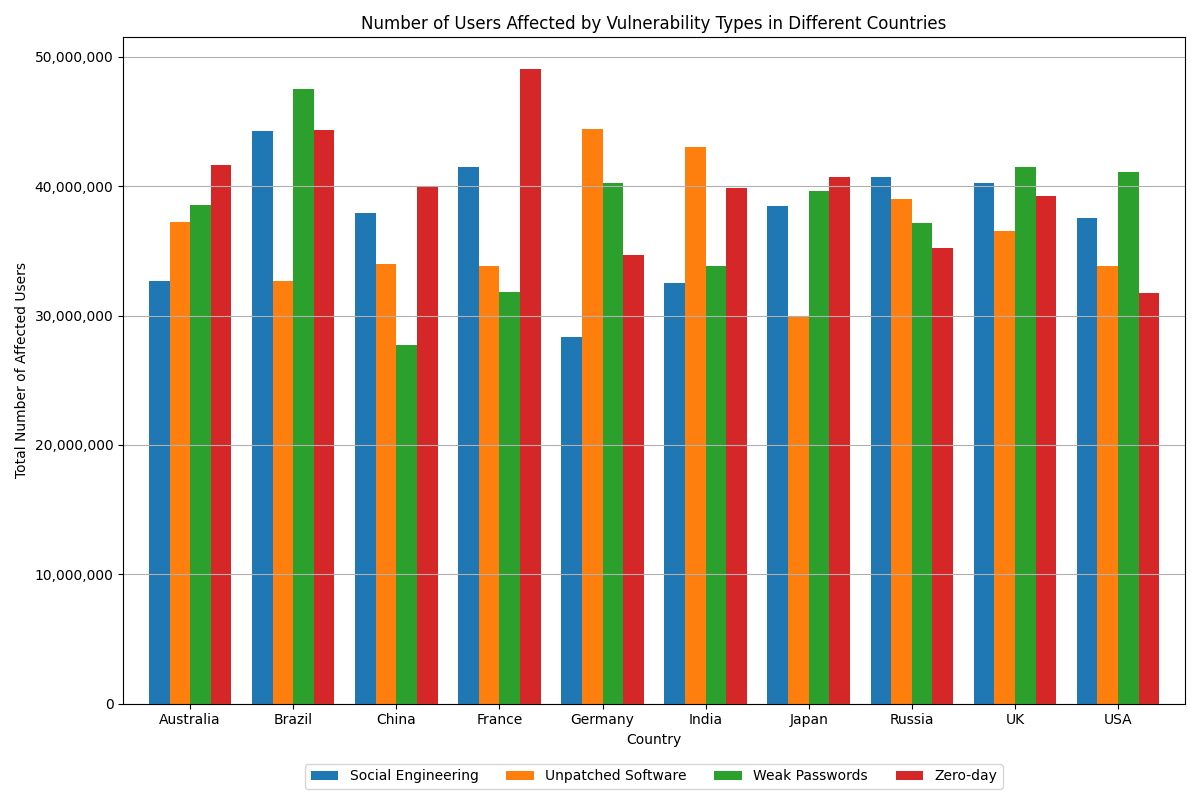 Number of Users Affected by Vulnerability Types in Different Countries
50,000,000
40,000,000
30,000,000
20,000,000
10,000,000
0
Total Number of Affected Users
Australia Brazil China France Germany India Japan Russia UK USA
Country
Social Engineering Unpatched Software Weak Passwords Zero-day